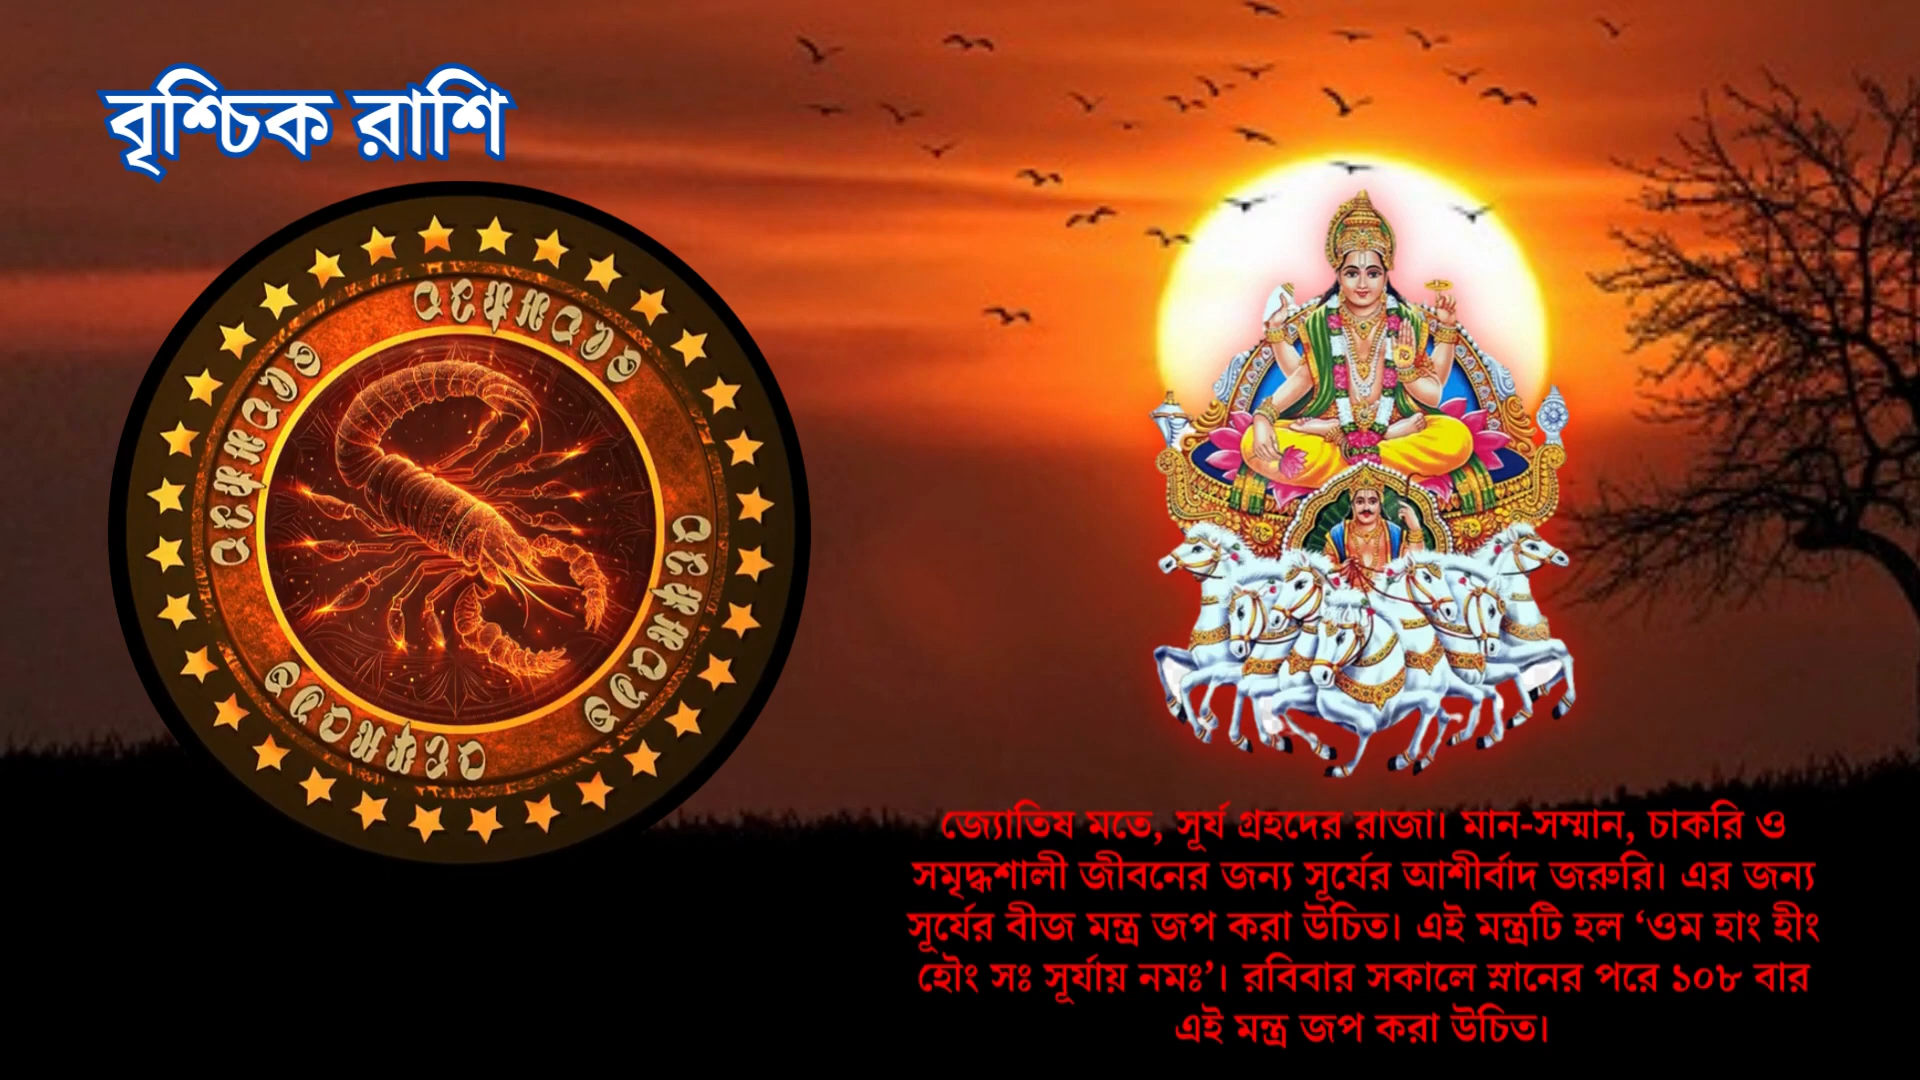 বৃশ্চিক রাশি
জ্যোতিষ মতে, সূর্য গ্রহদের রাজা। মান-সম্মান, চাকরি ও
সমৃদ্ধশালী জীবনের জন্য সূর্যের আশীর্বাদ জরুরি। এর জন্য
সূর্যের বীজ মন্ত্র জপ করা উচিত। এই মন্ত্রটি হল ‘ওম হাং হীং
হৌং সঃ সূর্যায় নমঃ’। রবিবার সকালে স্নানের পরে ১০৮ বার
এই মন্ত্র জপ করা উচিত।